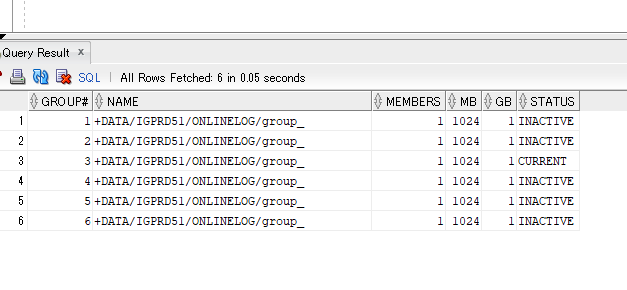 Query Result x
SQL | All Rows Fetched: 6 in 0.05 seconds
GROUP# NAME MEMBERS MB GB STATUS
1 1 +DATA/IGPRD51/ONLINELOG/group_ 1 1024 1 INACTIVE
2 2 +DATA/IGPRD51/ONLINELOG/group_ 1 1024 1 INACTIVE
3 3 +DATA/IGPRD51/ONLINELOG/group_ 1 1024 1 CURRENT
4 4 +DATA/IGPRD51/ONLINELOG/group_ 1 1024 1 INACTIVE
5 5 +DATA/IGPRD51/ONLINELOG/group_ 1 1024 1 INACTIVE
6 6 +DATA/IGPRD51/ONLINELOG/group_ 1 1024 1 INACTIVE